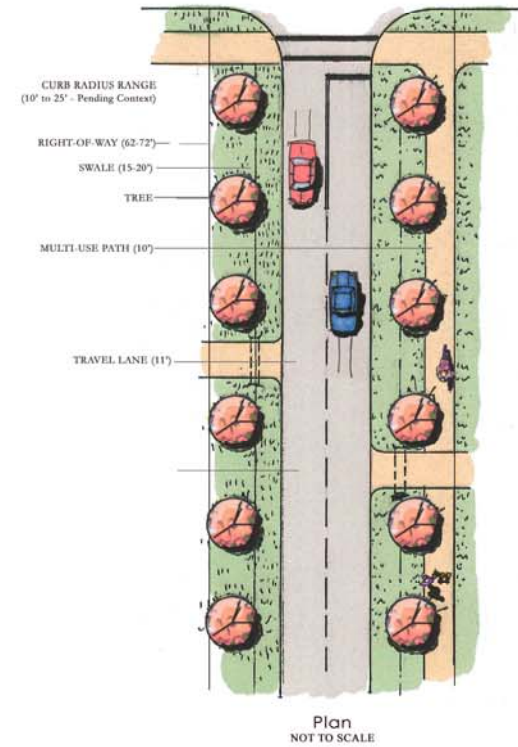 CURB RADIUS RANGE
(10' to 25' - Pending Context)
RIGHT-OF-WAY (62-72')
SWALE (15-20')
TREE
MULTI-USE PATH (10')
TRAVEL LANE (11')
Plan
NOT TO SCALE